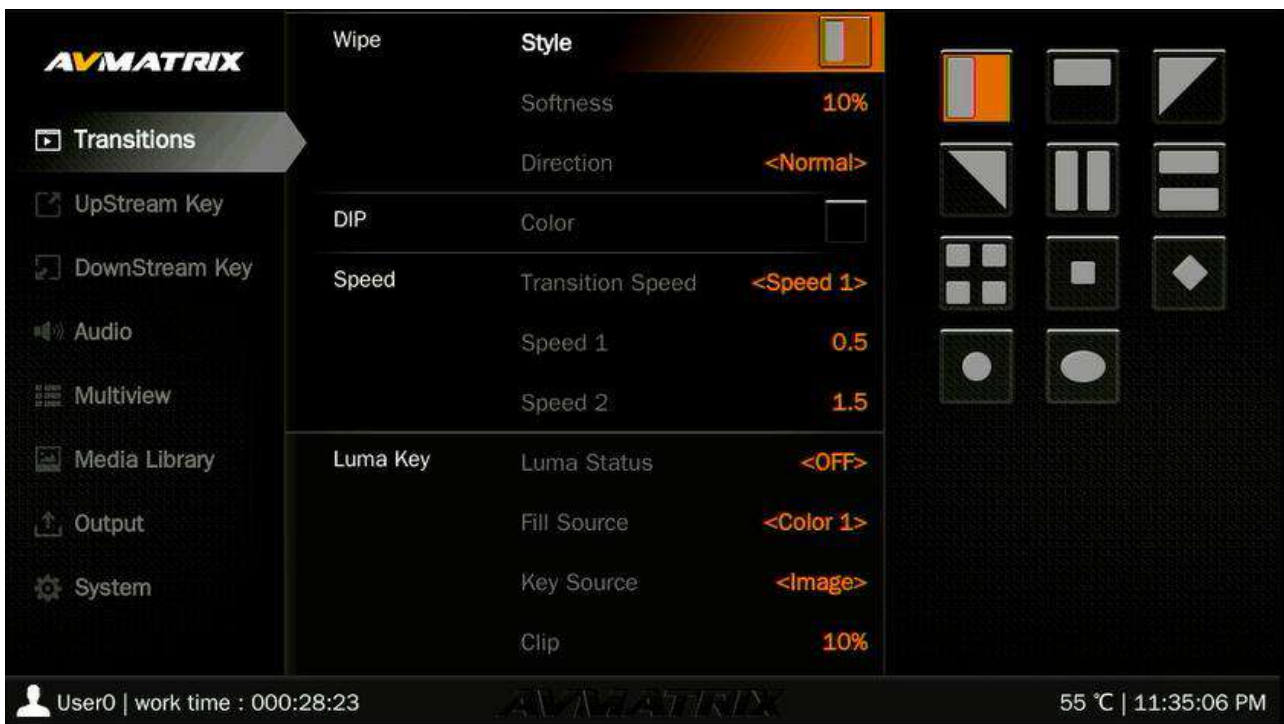 AVMATRIX
Transitions
UpStream Key
DownStream Key
Audio
Multiview
Media Library
Output
System
Wipe Style
Softness 10%
Direction <Normal>
DIP Color
Speed Transition Speed <Speed 1>
Speed 1 0.5
Speed 2 1.5
Luma Key Luma Status <OFF>
Fill Source <Color 1>
Key Source <Image>
Clip 10%
User0 | work time : 000:28:23 AVMATRIX 55 ℃ | 11:35:06 PM